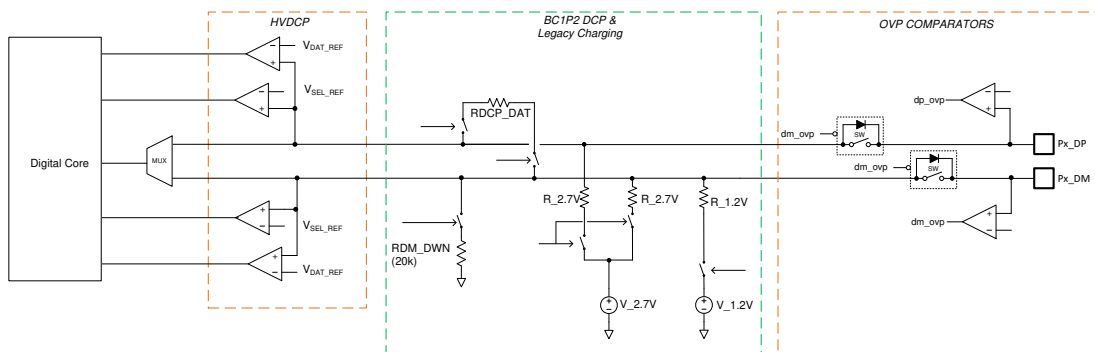 HVDCP
BC1P2 DCP &
Legacy Charging
OVP COMPARATORS
Digital Core
MUX
VDAT_REF
VSEL_REF
VSEL_REF
VDAT_REF
RDCP_DAT
RDM_DWN
(20k)
R_2.7V
R_2.7V
R_1.2V
V_2.7V
V_1.2V
dp_ovp
dm_ovp
SW
Px_DP
dm_ovp
SW
Px_DM
dm_ovp